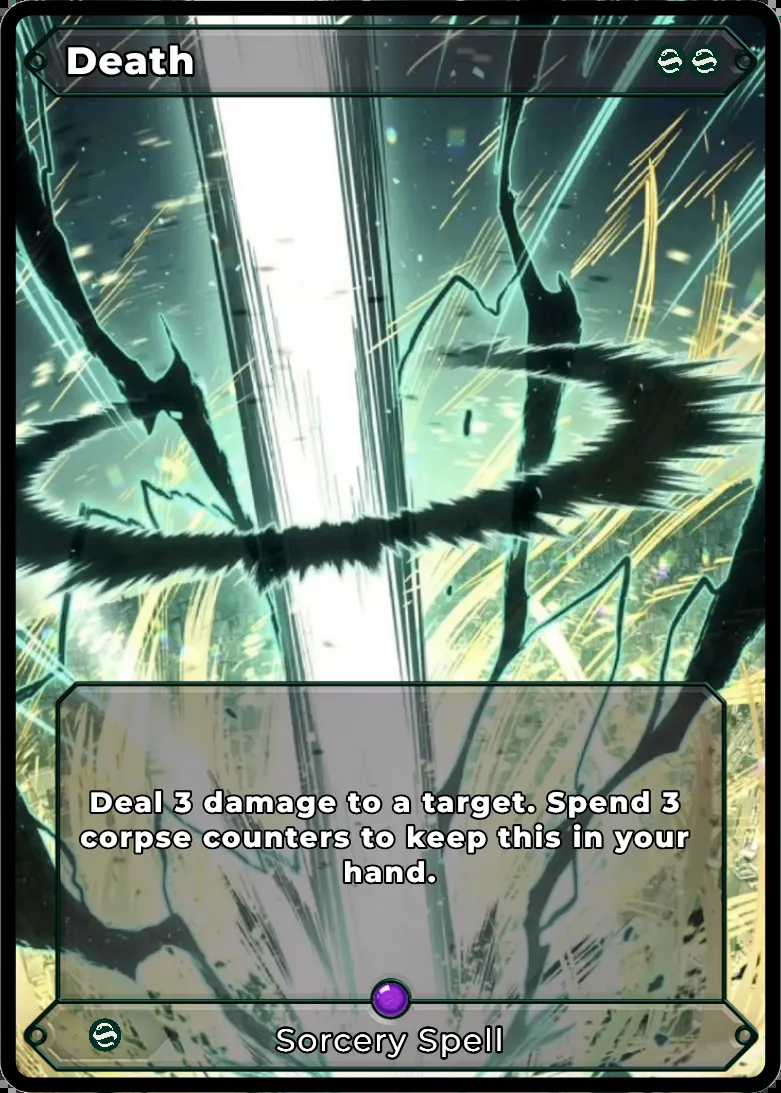 Death
Deal 3 damage to a target. Spend 3
corpse counters to keep this in your
hand.
Sorcery Spell